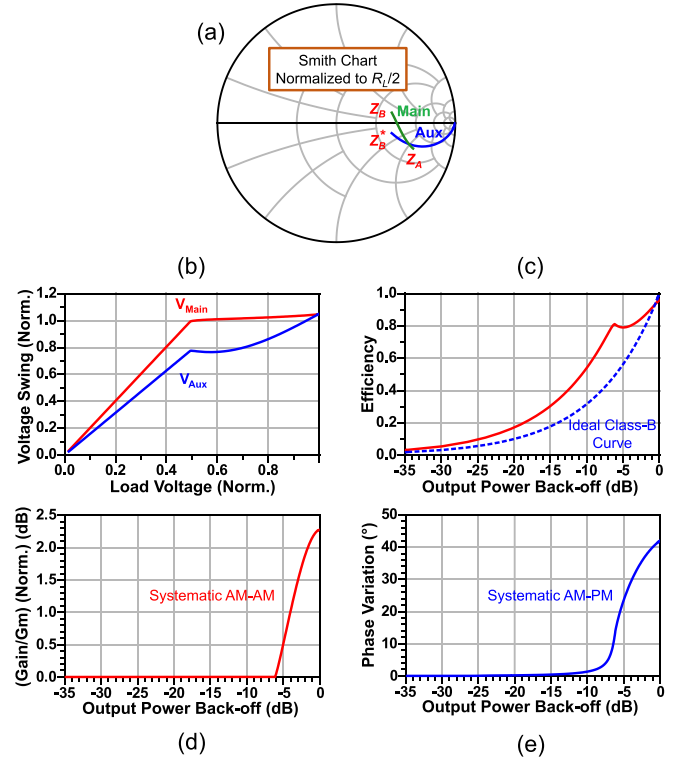 (a)
Smith Chart
Normalized to R_L/2
Z_B
Main
Aux
Z_B^*
Z_A
(b)
Voltage Swing (Norm.)
1.2
1.0
0.8
0.6
0.4
0.2
0.0
V_Main
V_Aux
0.0 0.2 0.4 0.6 0.8
Load Voltage (Norm.)
(c)
Efficiency
1.0
0.8
0.6
0.4
0.2
0.0
Ideal Class-B
Curve
-35 -30 -25 -20 -15 -10 -5 0
Output Power Back-off (dB)
(Gain/Gm) (Norm.) (dB)
2.5
2.0
1.5
1.0
0.5
0.0
Systematic AM-AM
-35 -30 -25 -20 -15 -10 -5 0
Output Power Back-off (dB)
(d)
Phase Variation (°)
50
40
30
20
10
0
Systematic AM-PM
-35 -30 -25 -20 -15 -10 -5 0
Output Power Back-off (dB)
(e)